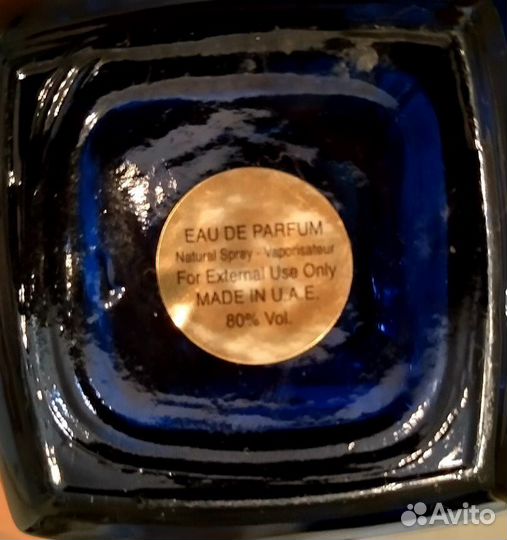 EAU DE PARFUM
Natural Spray - Vaporisateur
For External Use Only
MADE IN U.A.E.
80% Vol.
Avito